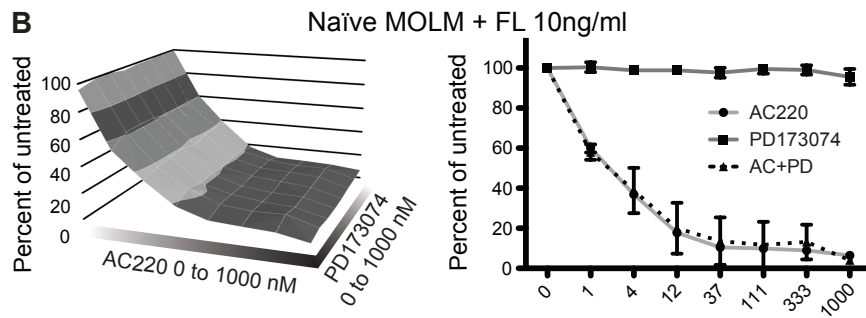 B
Naïve MOLM + FL 10ng/ml
Percent of untreated
100
80
60
40
20
0
AC220 0 to 1000 nM
PD173074
0 to 1000 nM
Percent of untreated
100
80
60
40
20
0
AC220
PD173074
AC+PD
0
1
4
12
37
111
333
1000